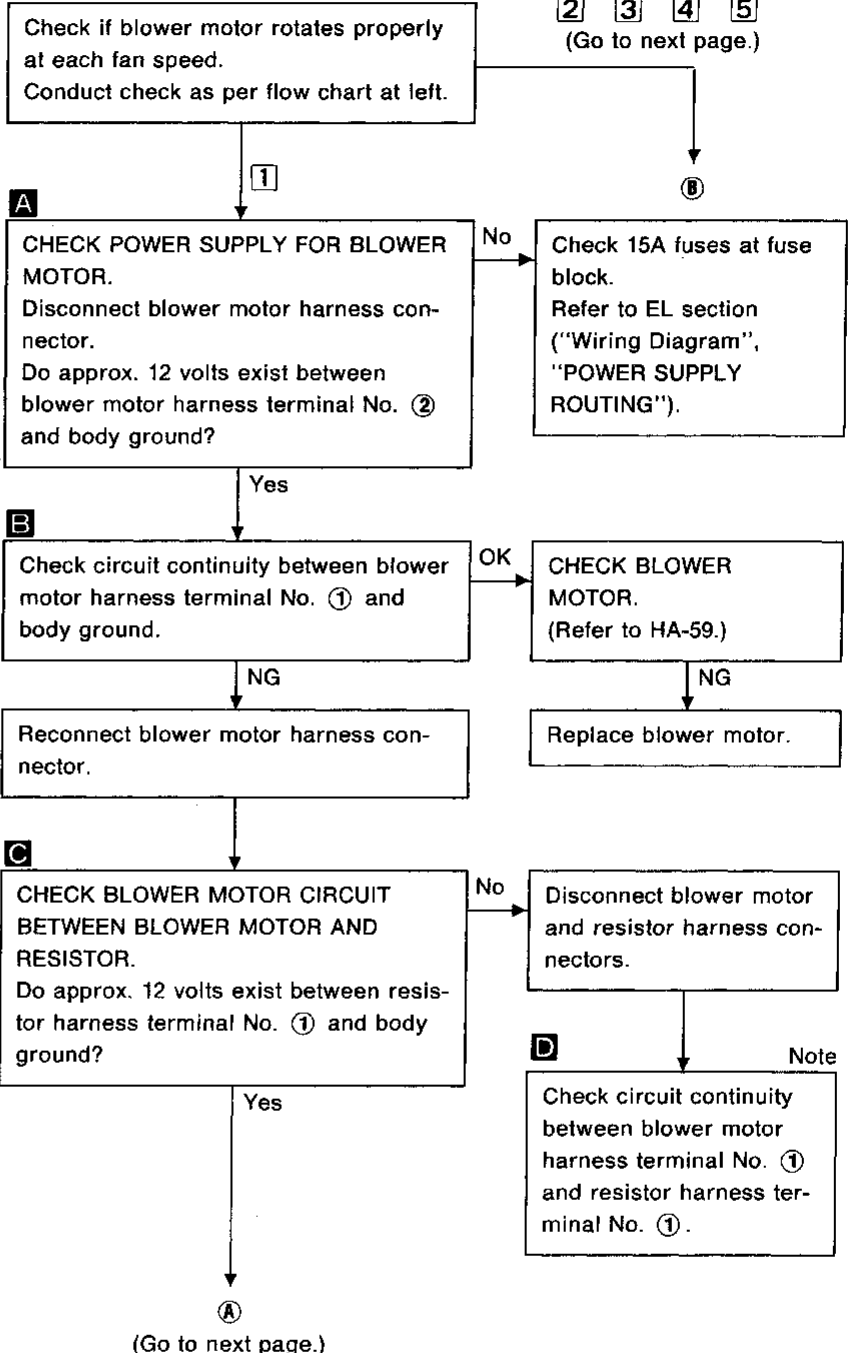 Check if blower motor rotates properly
at each fan speed.
Conduct check as per flow chart at left.
2 3 4 5
(Go to next page.)
1
Ⓑ
A
CHECK POWER SUPPLY FOR BLOWER
MOTOR.
Disconnect blower motor harness con-
nector.
Do approx. 12 volts exist between
blower motor harness terminal No. ②
and body ground?
No
Check 15A fuses at fuse
block.
Refer to EL section
("Wiring Diagram",
"POWER SUPPLY
ROUTING").
Yes
B
Check circuit continuity between blower
motor harness terminal No. ① and
body ground.
OK
CHECK BLOWER
MOTOR.
(Refer to HA-59.)
NG
NG
Reconnect blower motor harness con-
nector.
Replace blower motor.
C
CHECK BLOWER MOTOR CIRCUIT
BETWEEN BLOWER MOTOR AND
RESISTOR.
Do approx. 12 volts exist between resis-
tor harness terminal No. ① and body
ground?
No
Disconnect blower motor
and resistor harness con-
nectors.
D
Note
Check circuit continuity
between blower motor
harness terminal No. ①
and resistor harness ter-
minal No. ①.
Yes
Ⓐ
(Go to next page.)